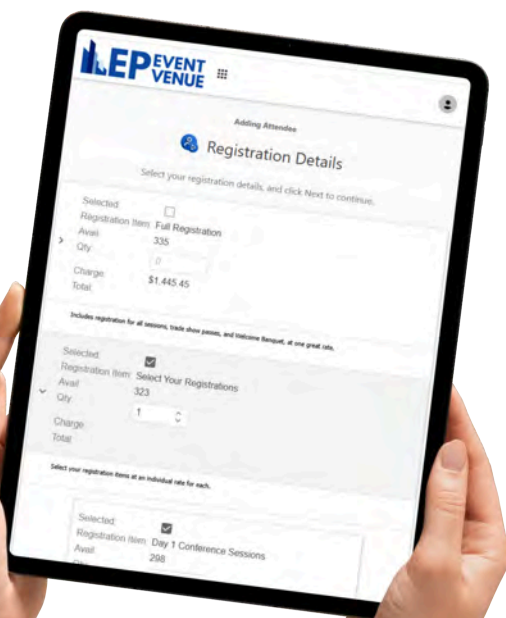 LEP EVENT
VENUE
Adding Attendee
Registration Details
Select your registration details, and click Next to continue.
Selected:
Registration Item: Full Registration
Avail: 335
Qty: 0
Charge: $1,445.45
Total:
Includes registration for all sessions, trade show passes, and Welcome Banquet, at one great rate.
Selected:
Registration Item: Select Your Registrations
Avail: 323
Qty: 1
Charge:
Total:
Select your registration items at an individual rate for each.
Selected:
Registration Item: Day 1 Conference Sessions
Avail: 298